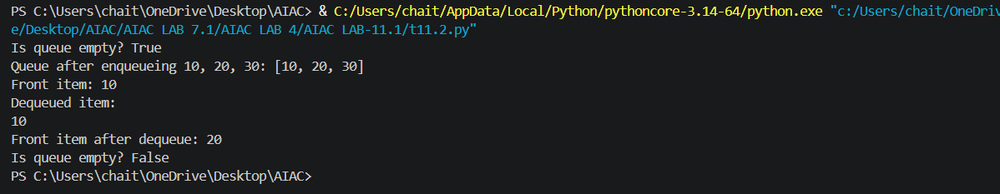 PS C:\Users\chait\OneDrive\Desktop\AIAC> & C:/Users/chait/AppData/Local/Python/pythoncore-3.14-64/python.exe "c:/Users/chait/OneDriv
e/Desktop/AIAC/AIAC LAB 7.1/AIAC LAB 4/AIAC LAB-11.1/t11.2.py"
Is queue empty? True
Queue after enqueueing 10, 20, 30: [10, 20, 30]
Front item: 10
Dequeued item:
10
Front item after dequeue: 20
Is queue empty? False
PS C:\Users\chait\OneDrive\Desktop\AIAC>